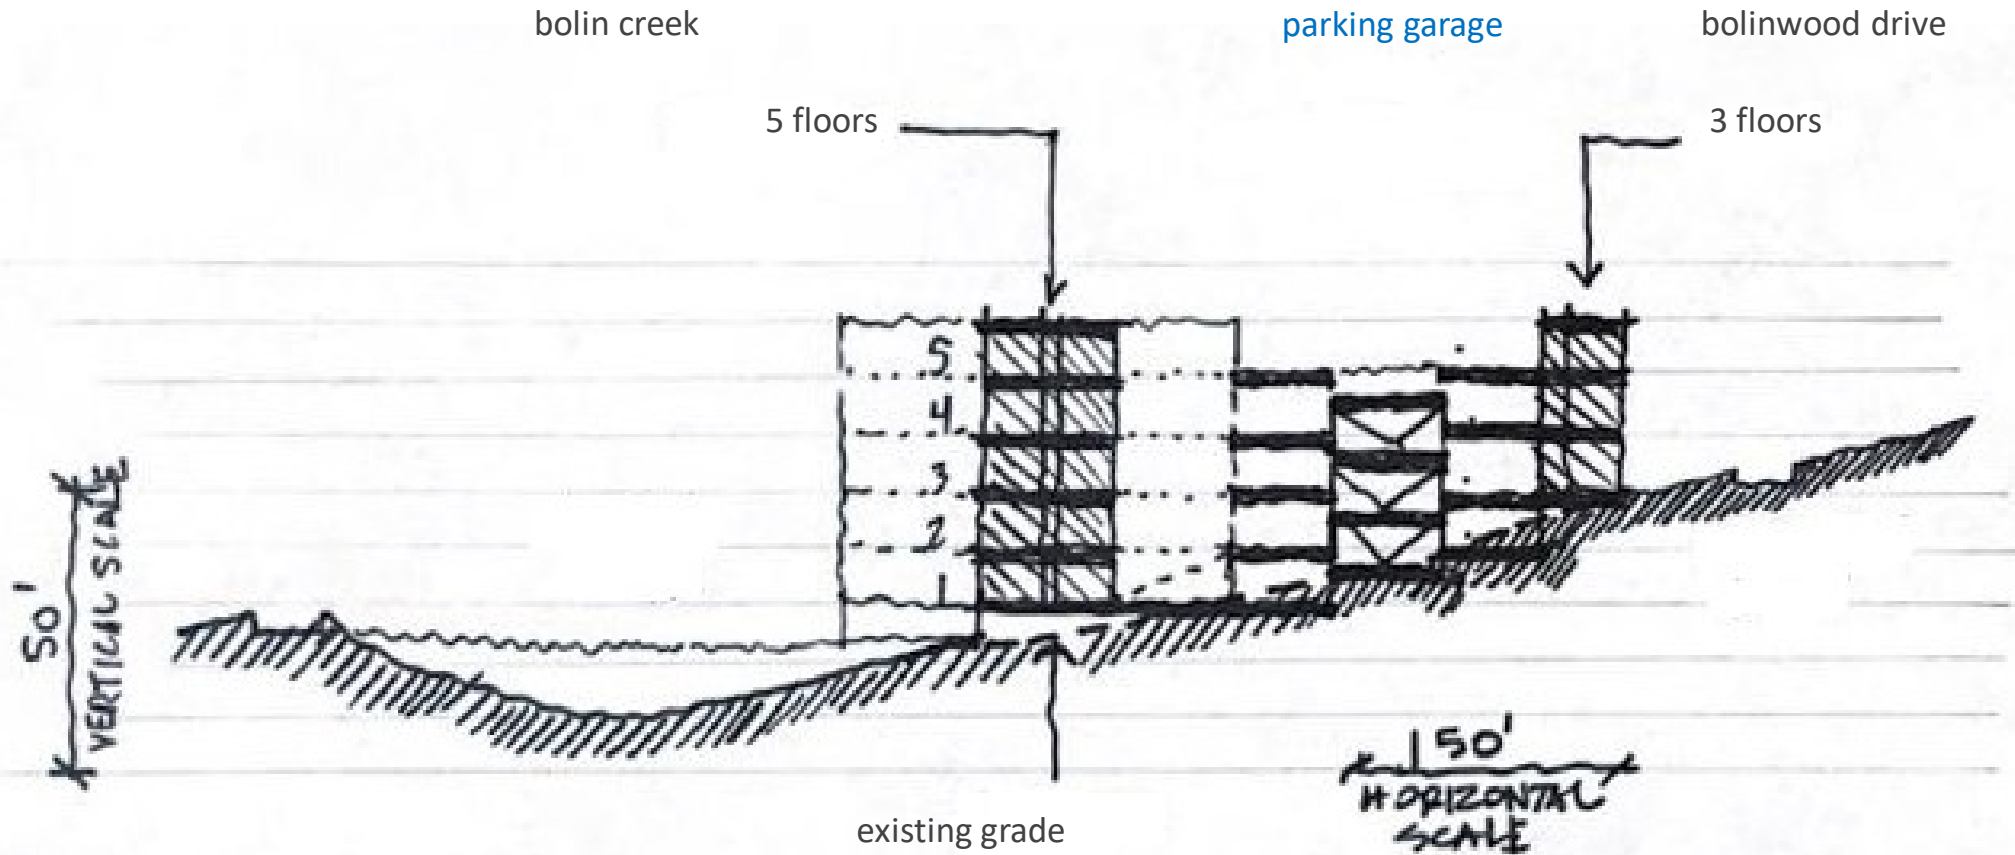 bolin creek
parking garage
bolinwood drive
5 floors
3 floors
5
4
3
2
1
50'
VERTICAL SCALE
150'
HORIZONTAL
SCALE
existing grade